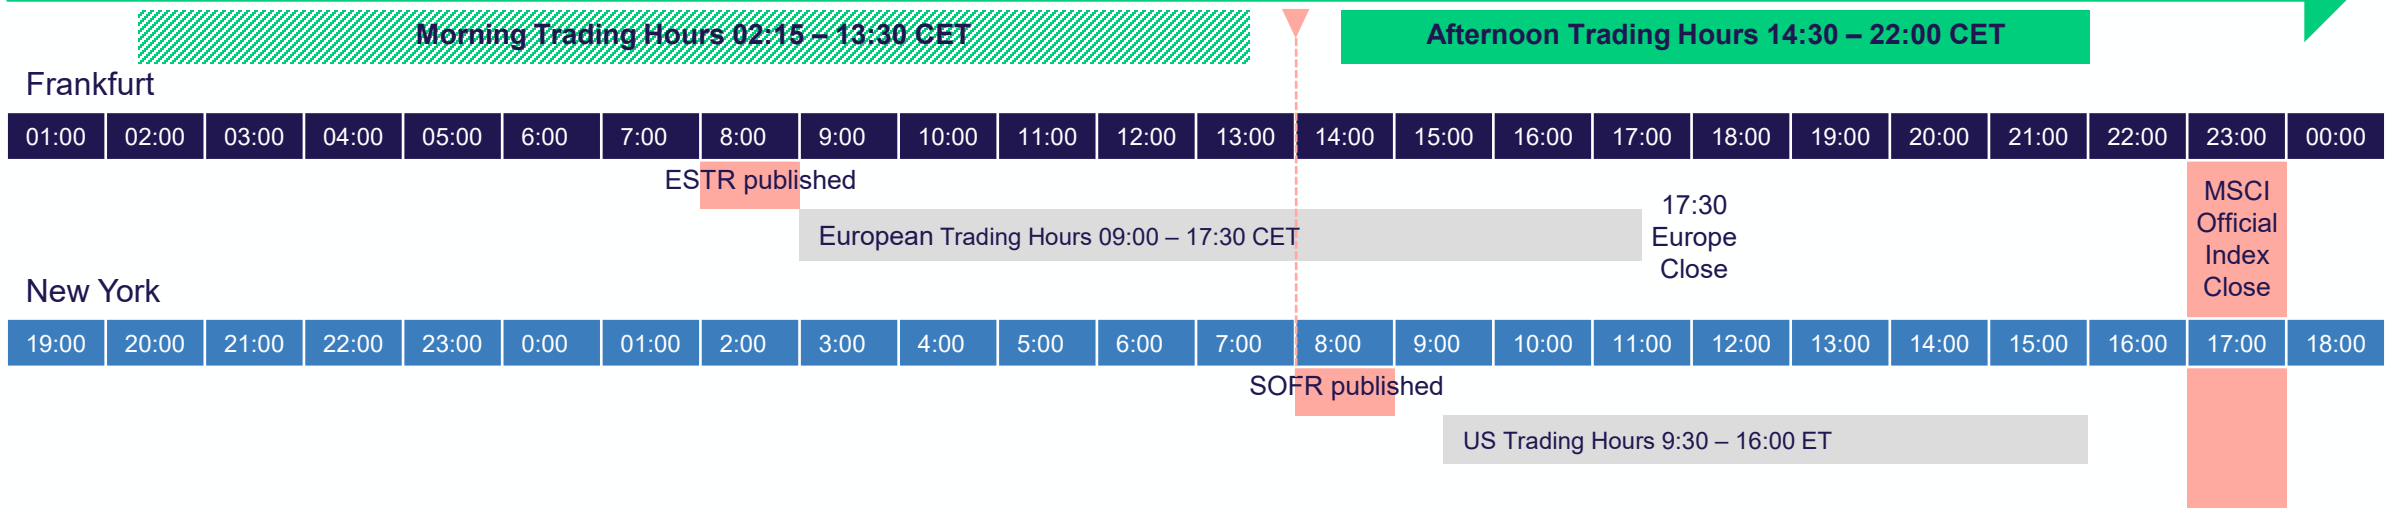 Morning Trading Hours 02:15 – 13:30 CET
Afternoon Trading Hours 14:30 – 22:00 CET
Frankfurt
01:00 02:00 03:00 04:00 05:00 6:00 7:00 8:00 9:00 10:00 11:00 12:00 13:00 14:00 15:00 16:00 17:00 18:00 19:00 20:00 21:00 22:00 23:00 00:00
ESTR published
European Trading Hours 09:00 – 17:30 CET
17:30
Europe
Close
MSCI
Official
Index
Close
New York
19:00 20:00 21:00 22:00 23:00 0:00 01:00 2:00 3:00 4:00 5:00 6:00 7:00 8:00 9:00 10:00 11:00 12:00 13:00 14:00 15:00 16:00 17:00 18:00
SOFR published
US Trading Hours 9:30 – 16:00 ET